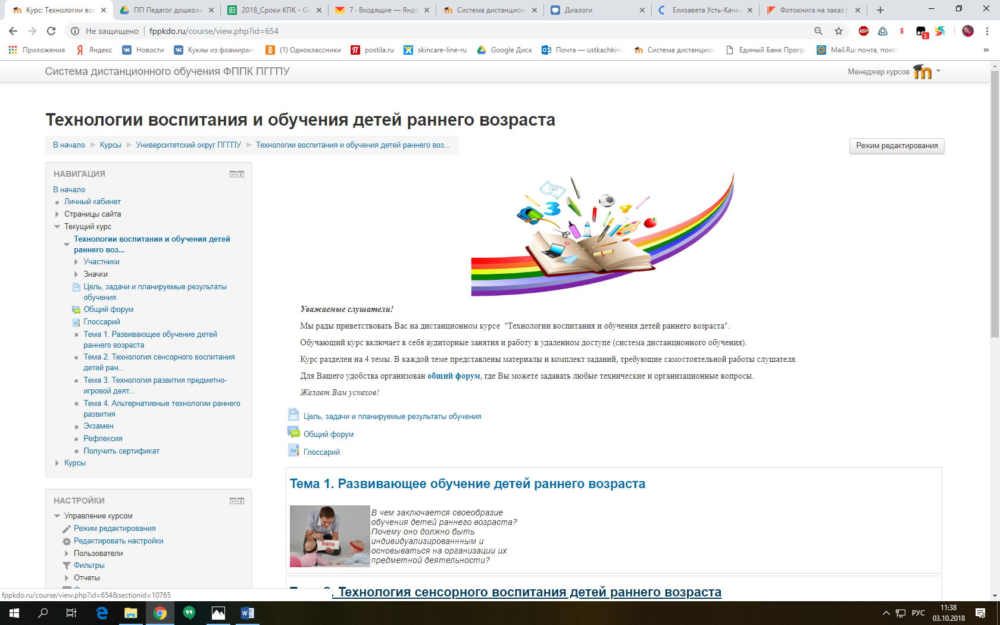 Курс: Технологии вос
ПП Педагог дошколь
2018_Сроки КПК - Go
7 · Входящие — Янде
Система дистанцион
Диалоги
Елизавета Усть-Качки
Фотокнига на заказ |
Не защищено | fppkdo.ru/course/view.php?id=654
ABP
3
Приложения
Яндекс
Новости
Куклы из фоамирана
(1) Одноклассники
postila.ru
skincare-line-ru
Google Диск
Почта — ustkachkinc
Система дистанцион
Единый Банк Прогр
Mail.Ru: почта, поис
»
Система дистанционного обучения ФППК ПГГПУ
Менеджер курсов
Технологии воспитания и обучения детей раннего возраста
В начало
Курсы
Университетский округ ПГГПУ
Технологии воспитания и обучения детей раннего воз...
Режим редактирования
НАВИГАЦИЯ
В начало
Личный кабинет
Страницы сайта
Текущий курс
Технологии воспитания и обучения детей
раннего воз...
Участники
Значки
Цель, задачи и планируемые результаты
обучения
Общий форум
Глоссарий
Тема 1. Развивающее обучение детей
раннего возраста
Тема 2. Технология сенсорного воспитания
детей ран...
Тема 3. Технология развития предметно-
игровой деят...
Тема 4. Альтернативные технологии раннего
развития
Экзамен
Рефлексия
Получить сертификат
Курсы
НАСТРОЙКИ
Управление курсом
Режим редактирования
Редактировать настройки
Пользователи
Фильтры
Отчеты
fppkdo.ru/course/view.php?id=654&sectionid=10765
Уважаемые слушатели!
Мы рады приветствовать Вас на дистанционном курсе "Технологии воспитания и обучения детей раннего возраста".
Обучающий курс включает в себя аудиторные занятия и работу в удаленном доступе (система дистанционного обучения).
Курс разделен на 4 темы. В каждой теме представлены материалы и комплект заданий, требующие самостоятельной работы слушателя.
Для Вашего удобства организован общий форум, где Вы можете задавать любые технические и организационные вопросы.
Желает Вам успехов!
Цель, задачи и планируемые результаты обучения
Общий форум
Глоссарий
Тема 1. Развивающее обучение детей раннего возраста
папа
В чем заключается своеобразие
обучения детей раннего возраста?
Почему оно должно быть
индивидуализированнным и
основываться на организации их
предметной деятельности?
Технология сенсорного воспитания детей раннего возраста
РУС
11:38
03.10.2018